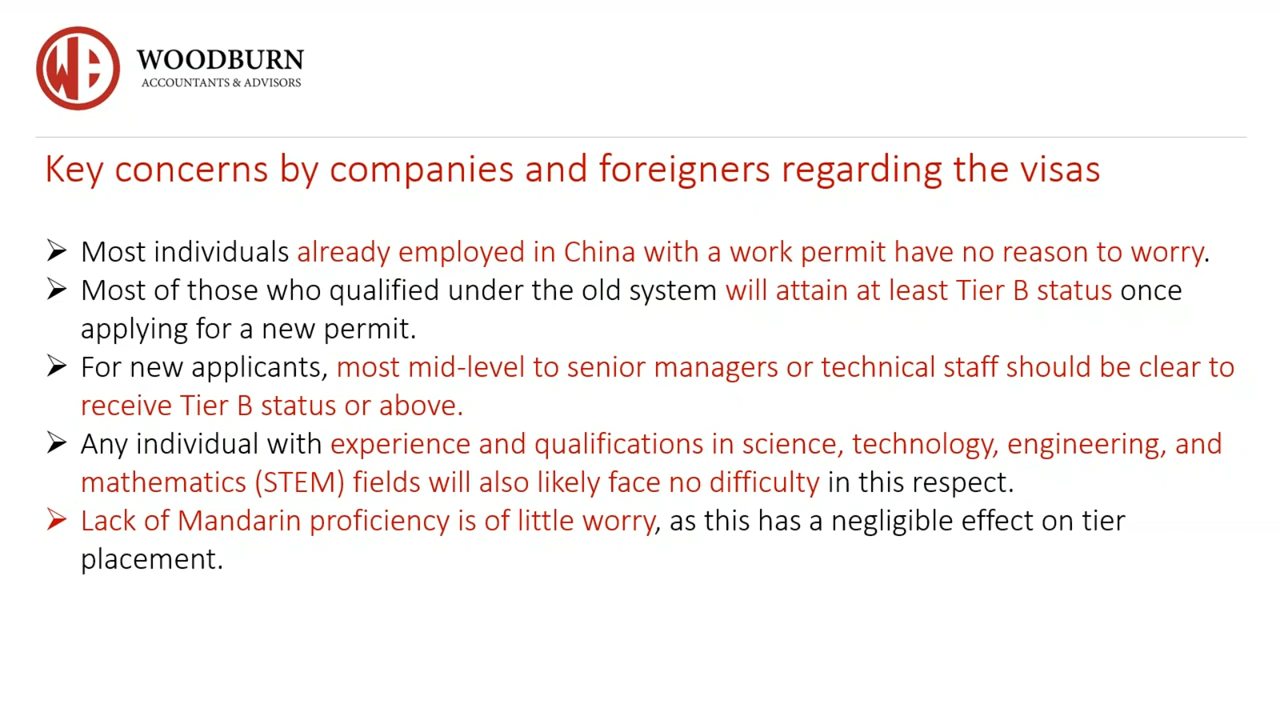 WOODBURN
ACCOUNTANTS & ADVISORS
Key concerns by companies and foreigners regarding the visas
➢ Most individuals already employed in China with a work permit have no reason to worry.
➢ Most of those who qualified under the old system will attain at least Tier B status once
applying for a new permit.
➢ For new applicants, most mid-level to senior managers or technical staff should be clear to
receive Tier B status or above.
➢ Any individual with experience and qualifications in science, technology, engineering, and
mathematics (STEM) fields will also likely face no difficulty in this respect.
➢ Lack of Mandarin proficiency is of little worry, as this has a negligible effect on tier
placement.